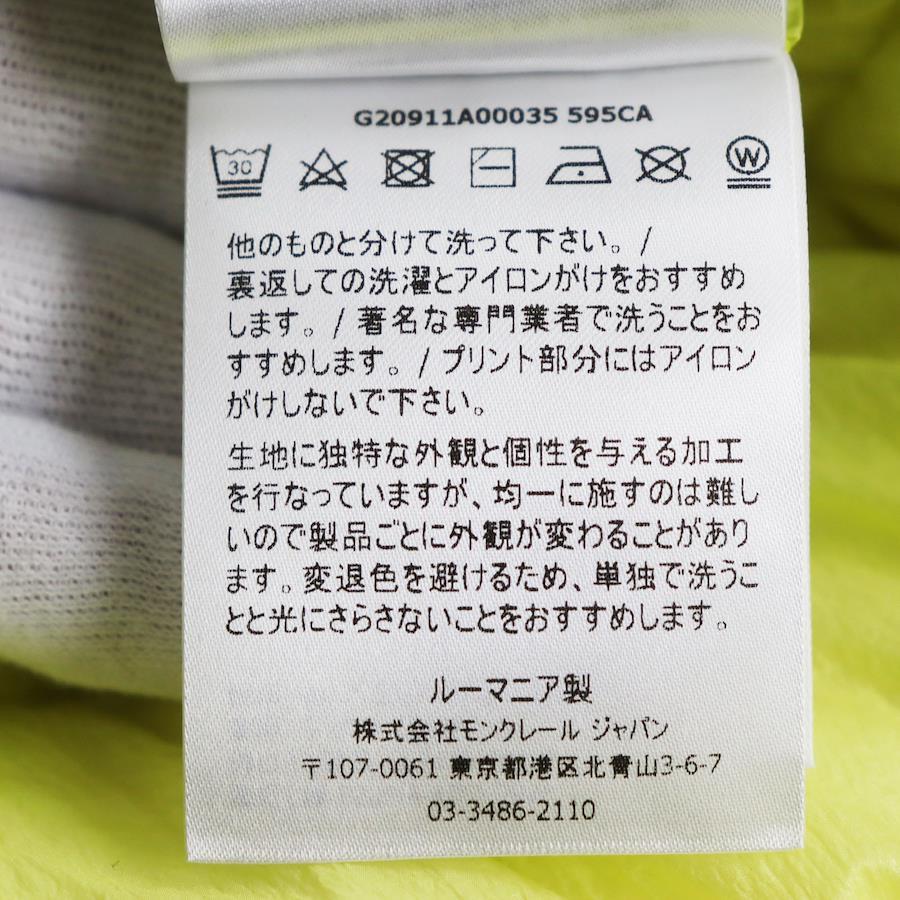 G20911A00035 595CA
30
W
他のものと分けて洗って下さい。/
裏返しての洗濯とアイロンがけをおすすめ
します。/ 著名な専門業者で洗うことをお
すすめします。/ プリント部分にはアイロン
がけしないで下さい。
生地に独特な外観と個性を与える加工
を行なっていますが、均一に施すのは難し
いので製品ごとに外観が変わることがあり
ます。変退色を避けるため、単独で洗うこ
とと光にさらさないことをおすすめします。
ルーマニア製
株式会社モンクレール ジャパン
〒107-0061 東京都港区北青山3-6-7
03-3486-2110